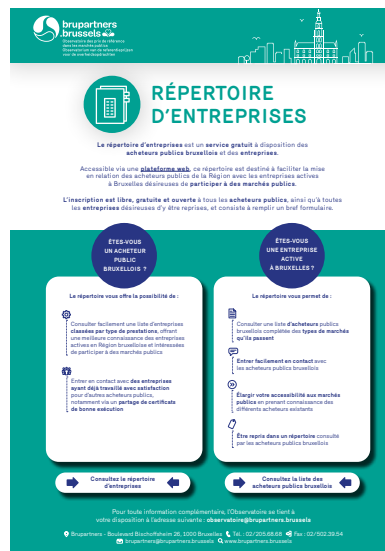 brupartners
.brussels
Observatoire des prix de référence
dans les marchés publics
Observatorium van de referentieprijzen
voor de overheidsopdrachten
RÉPERTOIRE
D'ENTREPRISES
Le répertoire d'entreprises est un service gratuit à disposition des
acheteurs publics bruxellois et des entreprises.
Accessible via une plateforme web, ce répertoire est destiné à faciliter la mise
en relation des acheteurs publics de la Région avec les entreprises actives
à Bruxelles désireuses de participer à des marchés publics.
L'inscription est libre, gratuite et ouverte à tous les acheteurs publics, ainsi qu'à toutes
les entreprises désireuses d'y être reprises, et consiste à remplir un bref formulaire.
ÊTES-VOUS
UN ACHETEUR
PUBLIC
BRUXELLOIS ?
Le répertoire vous offre la possibilité de :
Consulter facilement une liste d'entreprises
classées par type de prestations, offrant
une meilleure connaissance des entreprises
actives en Région bruxelloise et intéressées
de participer à des marchés publics
Entrer en contact avec des entreprises
ayant déjà travaillé avec satisfaction
pour d'autres acheteurs publics,
notamment via un partage de certificats
de bonne exécution
Consultez le répertoire
d'entreprises
ÊTES-VOUS
UNE ENTREPRISE
ACTIVE
À BRUXELLES ?
Le répertoire vous permet de :
Consulter une liste d'acheteurs publics
bruxellois complétée des types de marchés
qu'ils passent
Entrer facilement en contact avec
les acheteurs publics bruxellois
Élargir votre accessibilité aux marchés
publics en prenant connaissance des
différents acheteurs existants
Être repris dans un répertoire consulté
par les acheteurs publics bruxellois
Consultez la liste des
acheteurs publics bruxellois
Pour toute information complémentaire, l'Observatoire se tient à
votre disposition à l'adresse suivante : observatoire@brupartners.brussels
Brupartners - Boulevard Bischoffsheim 26, 1000 Bruxelles Tél. : 02/205.68.68 Fax : 02/502.39.54
brupartners@brupartners.brussels www.brupartners.brussels